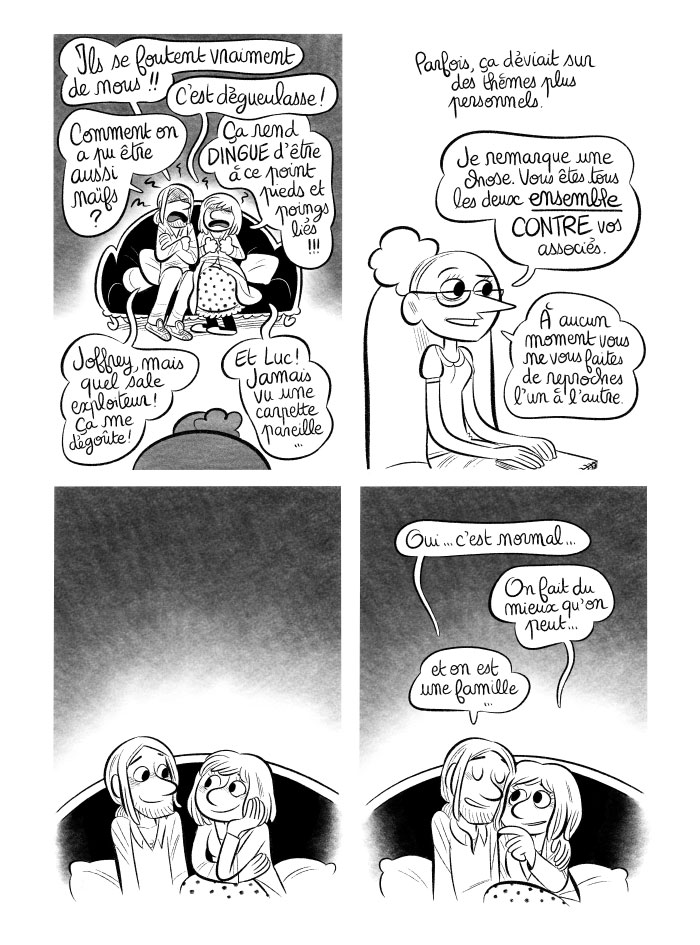 Ils se foutent vraiment
de nous !!
C'est dégueulasse !
Comment on
a pu être
aussi
naïfs
?
Ça rend
DINGUE d'être
à ce point
pieds et
poings
liés
!!!
Joffrey, mais
quel sale
exploiteur !
Ça me
dégoûte !
Et Luc !
Jamais
vu une
carpette
pareille
...
Parfois, ça déviait sur
des thèmes plus
personnels.
Je remarque une
chose. Vous êtes tous
les deux ensemble
CONTRE vos
associés.
À aucun
moment vous
ne vous faites
de reproches
l'un à l'autre.
Oui... c'est normal...
On fait du
mieux qu'on
peut...
et on est
une famille
...